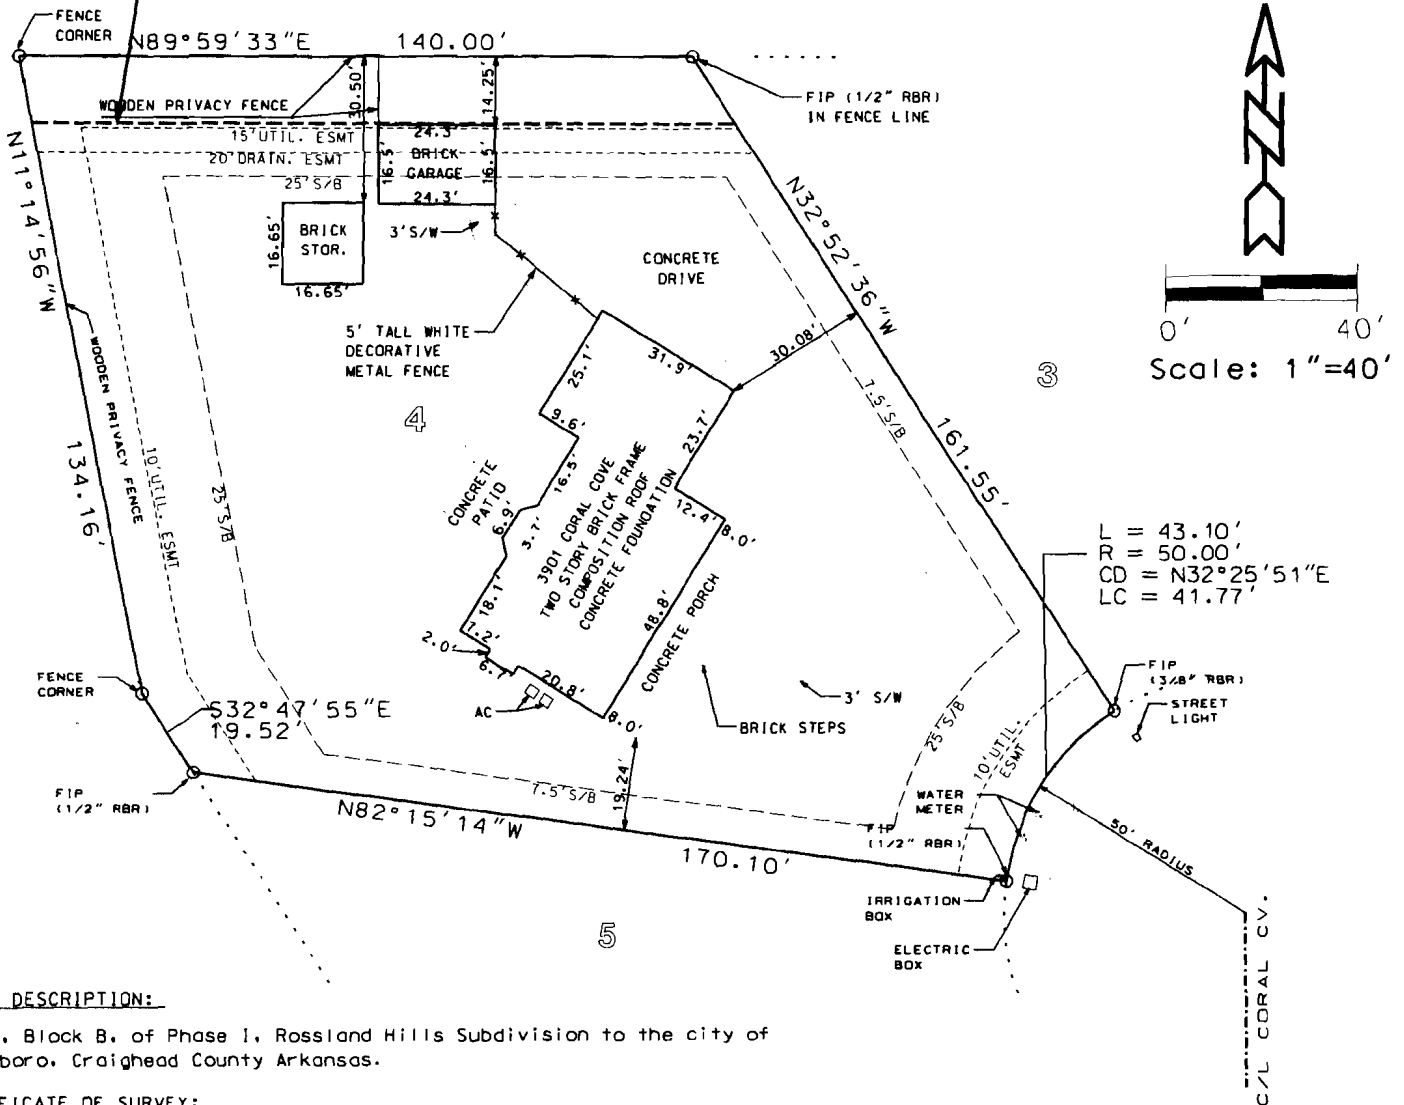 FENCE
CORNER
N89°59'33"E
140.00'
FIP (1/2" RBR)
IN FENCE LINE
WOODEN PRIVACY FENCE
30.50'
14.25'
15'UTIL. ESMT
20'DRAIN. ESMT
25'S/B
24.3'
BRICK
GARAGE
16.5'
16.5'
24.3'
16.65'
BRICK
STOR.
16.65'
3'S/W
CONCRETE
DRIVE
N11°14'56"W
134.16'
WOODEN PRIVACY FENCE
10'UTIL. ESMT
25'S/B
N32°52'36"W
161.55'
7.5'S/B
30.08'
5' TALL WHITE
DECORATIVE
METAL FENCE
4
3
0'
40'
Scale: 1"=40'
31.9'
25.1'
9.6'
16.5'
23.7'
12.4'
8.0'
CONCRETE
PATIO
6.9'
3.7'
3901 CORAL COVE
TWO STORY BRICK FRAME
COMPOSITION ROOF
CONCRETE FOUNDATION
18.1'
48.8'
CONCRETE PORCH
2.0'
6.7'
20.8'
8.0'
AC
L = 43.10'
R = 50.00'
CD = N32°25'51"E
LC = 41.77'
FENCE
CORNER
S32°47'55"E
19.52
BRICK STEPS
3' S/W
25'S/B
10'UTIL.
ESMT
FIP
(3/8" RBR)
STREET
LIGHT
FIP
(1/2" RBR)
N82°15'14"W
170.10'
7.5'S/B
19.24'
WATER
METER
FIP
(1/2" RBR)
50' RADIUS
IRRIGATION
BOX
ELECTRIC
BOX
5
C/L CORAL CV.
DESCRIPTION:
. Block B. of Phase I. Rossland Hills Subdivision to the city of
boro. Craighead County Arkansas.
FICATE OF SURVEY: